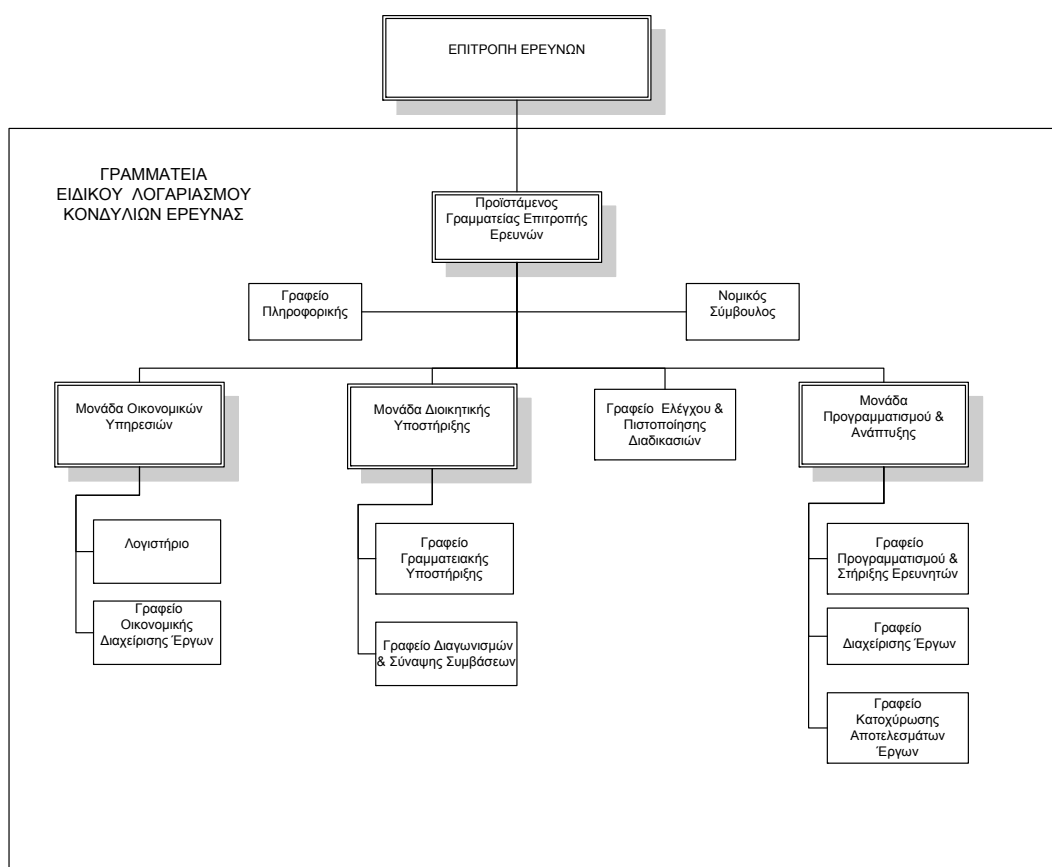 ΕΠΙΤΡΟΠΗ ΕΡΕΥΝΩΝ
ΓΡΑΜΜΑΤΕΙΑ
ΕΙΔΙΚΟΥ ΛΟΓΑΡΙΑΣΜΟΥ
ΚΟΝΔΥΛΙΩΝ ΕΡΕΥΝΑΣ
Προϊστάμενος
Γραμματείας Επιτροπής
Ερευνών
Γραφείο
Πληροφορικής
Νομικός
Σύμβουλος
Μονάδα Οικονομικών
Υπηρεσιών
Μονάδα Διοικητικής
Υποστήριξης
Γραφείο Ελέγχου &
Πιστοποίησης
Διαδικασιών
Μονάδα
Προγραμματισμού &
Ανάπτυξης
Λογιστήριο
Γραφείο
Οικονομικής
Διαχείρισης Έργων
Γραφείο
Γραμματειακής
Υποστήριξης
Γραφείο Διαγωνισμών
& Σύναψης Συμβάσεων
Γραφείο
Προγραμματισμού &
Στήριξης Ερευνητών
Γραφείο
Διαχείρισης Έργων
Γραφείο
Κατοχύρωσης
Αποτελεσμάτων
Έργων